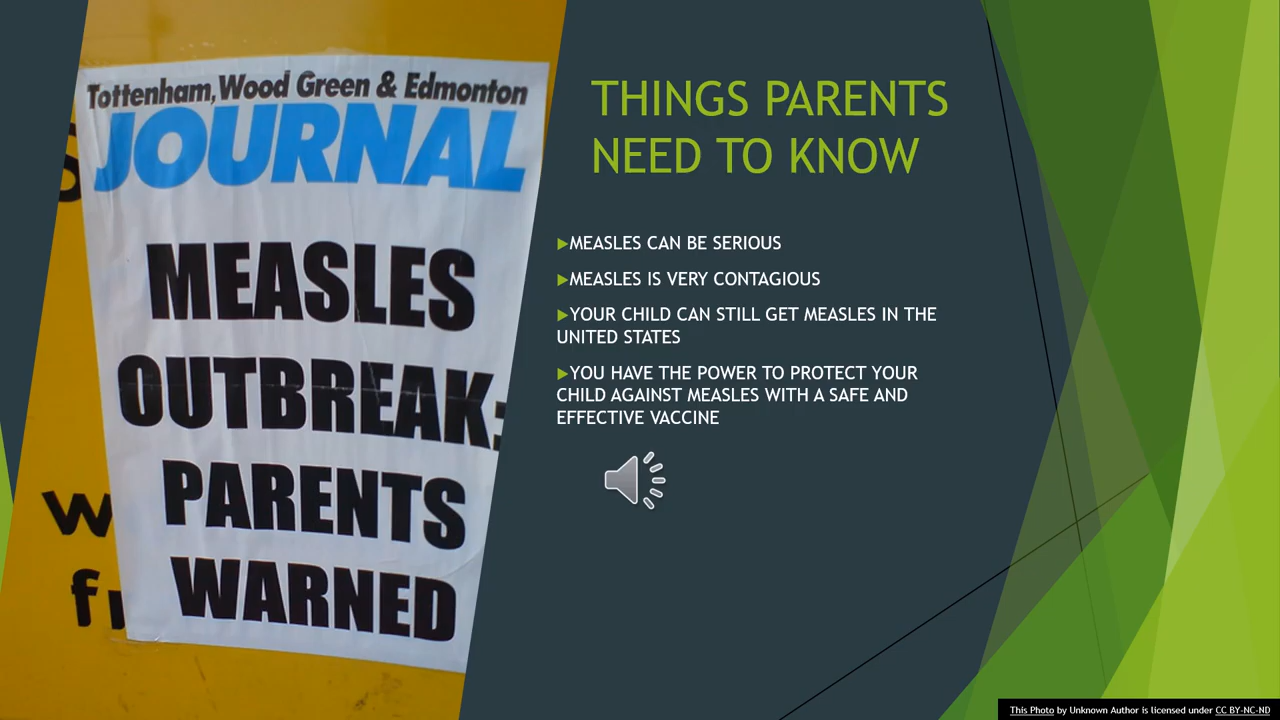 Tottenham, Wood Green & Edmonton
JOURNAL
MEASLES
OUTBREAK:
PARENTS
WARNED
THINGS PARENTS
NEED TO KNOW
MEASLES CAN BE SERIOUS
MEASLES IS VERY CONTAGIOUS
YOUR CHILD CAN STILL GET MEASLES IN THE
UNITED STATES
YOU HAVE THE POWER TO PROTECT YOUR
CHILD AGAINST MEASLES WITH A SAFE AND
EFFECTIVE VACCINE
This Photo by Unknown Author is licensed under CC BY-NC-ND